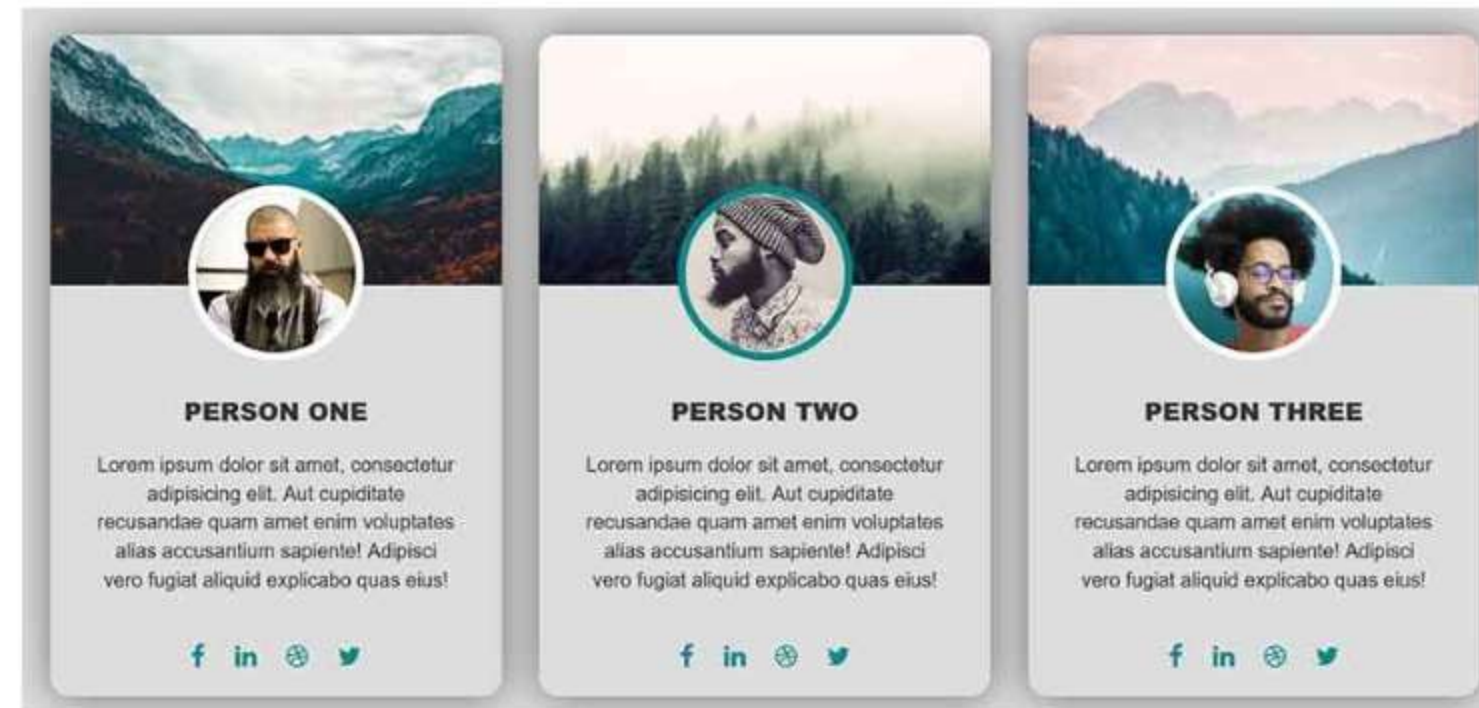 PERSON ONE
Lorem ipsum dolor sit amet, consectetur
adipisicing elit. Aut cupiditate
recusandae quam amet enim voluptates
alias accusantium sapiente! Adipisci
vero fugiat aliquid explicabo quas eius!
f in
PERSON TWO
Lorem ipsum dolor sit amet, consectetur
adipisicing elit. Aut cupiditate
recusandae quam amet enim voluptates
alias accusantium sapiente! Adipisci
vero fugiat aliquid explicabo quas eius!
f in
PERSON THREE
Lorem ipsum dolor sit amet, consectetur
adipisicing elit. Aut cupiditate
recusandae quam amet enim voluptates
alias accusantium sapiente! Adipisci
vero fugiat aliquid explicabo quas eius!
f in